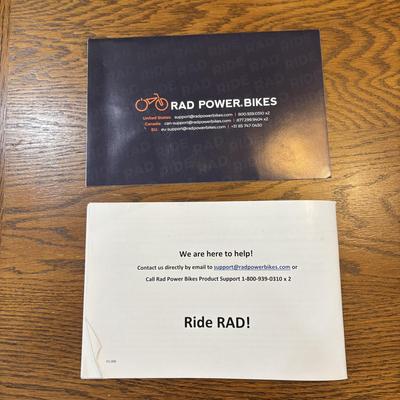 RAD POWER.BIKES
United States support@radpowerbikes.com | 800.939.0310 x2
Canada can-support@radpowerbikes.com | 877.299.9404 x2
EU eu-support@radpowerbikes.com | +31 85 747 0430
We are here to help!
Contact us directly by email to support@radpowerbikes.com or
Call Rad Power Bikes Product Support 1-800-939-0310 x 2
Ride RAD!